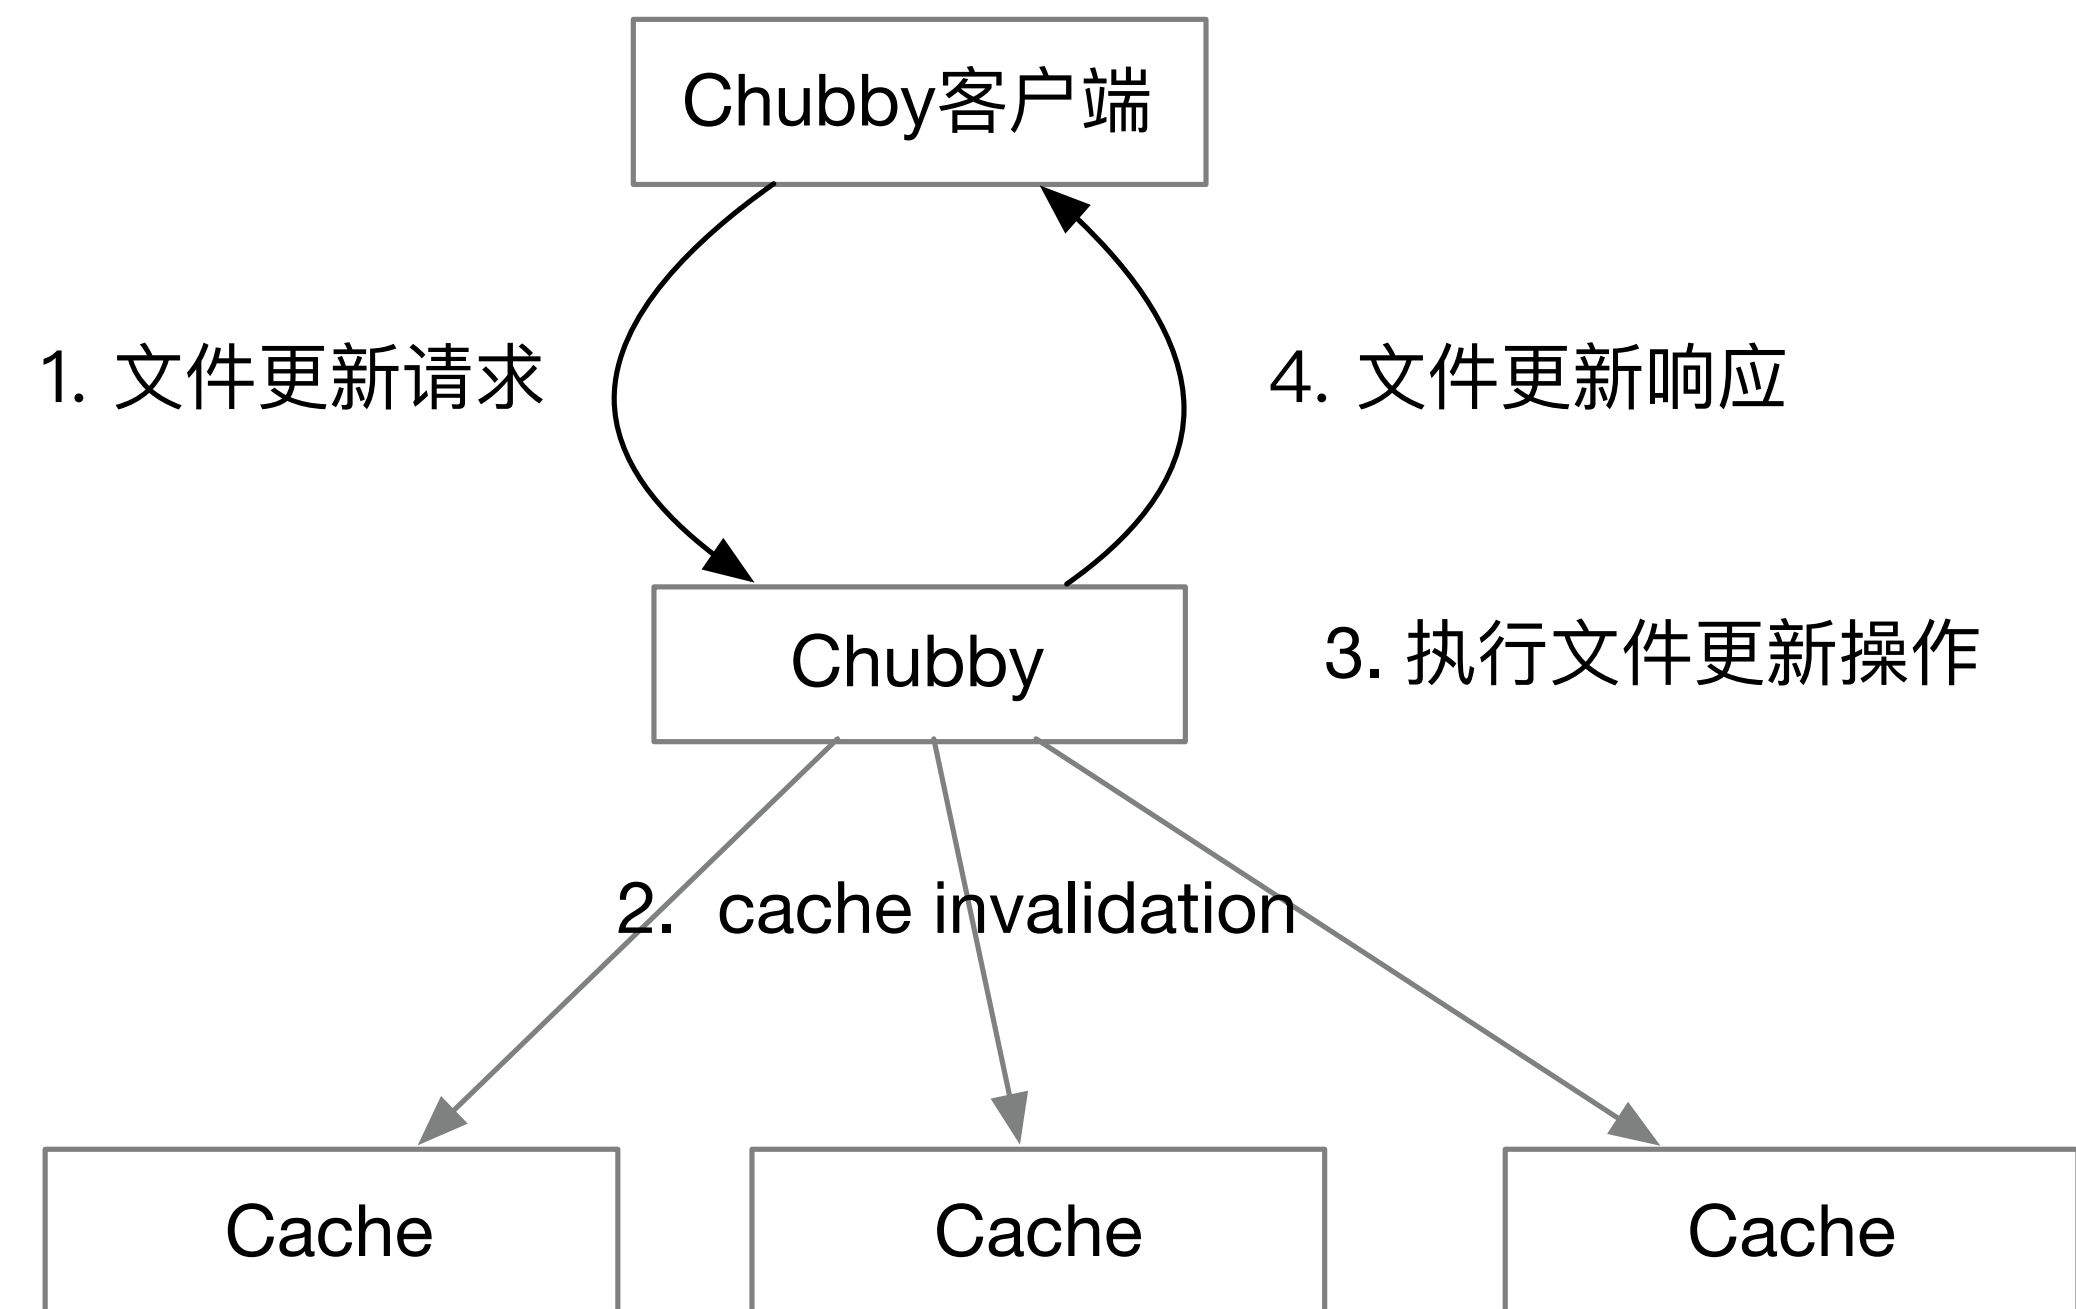 Chubby客户端
1. 文件更新请求
4. 文件更新响应
Chubby
3. 执行文件更新操作
2. cache invalidation
Cache
Cache
Cache